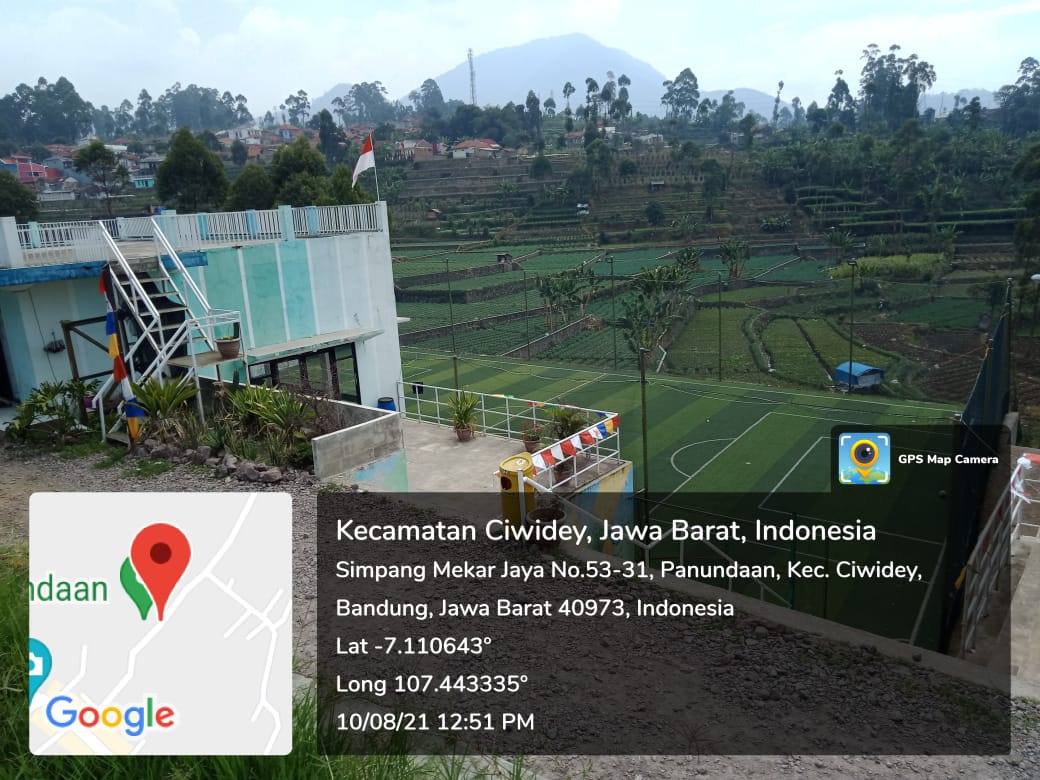 GPS Map Camera
Kecamatan Ciwidey, Jawa Barat, Indonesia
Simpang Mekar Jaya No.53-31, Panundaan, Kec. Ciwidey,
Bandung, Jawa Barat 40973, Indonesia
Lat -7.110643°
Long 107.443335°
10/08/21 12:51 PM
ndaan
Google